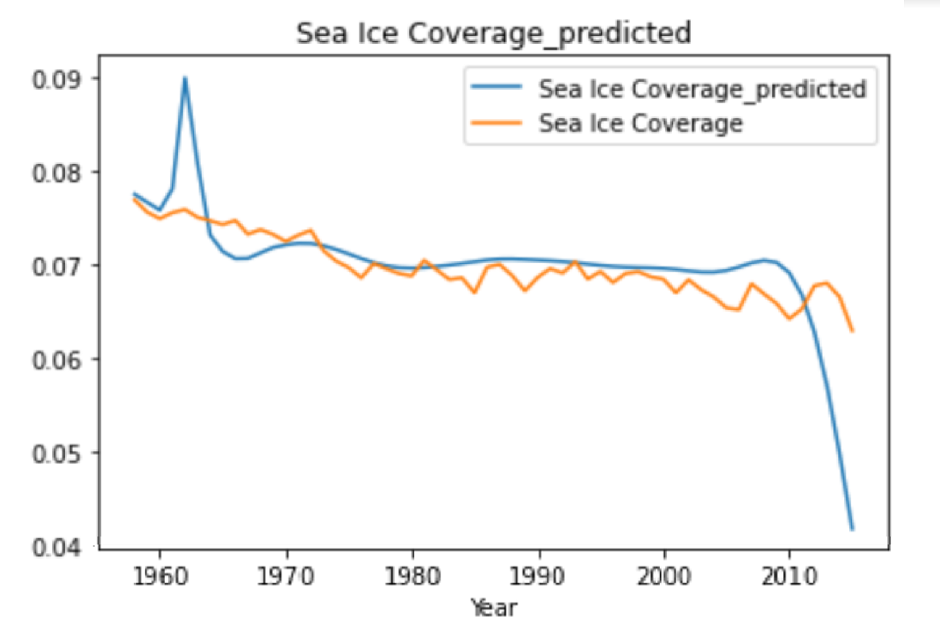 Sea Ice Coverage_predicted
Sea Ice Coverage_predicted
Sea Ice Coverage
0.09
0.08
0.07
0.06
0.05
0.04
1960 1970 1980 1990 2000 2010
Year